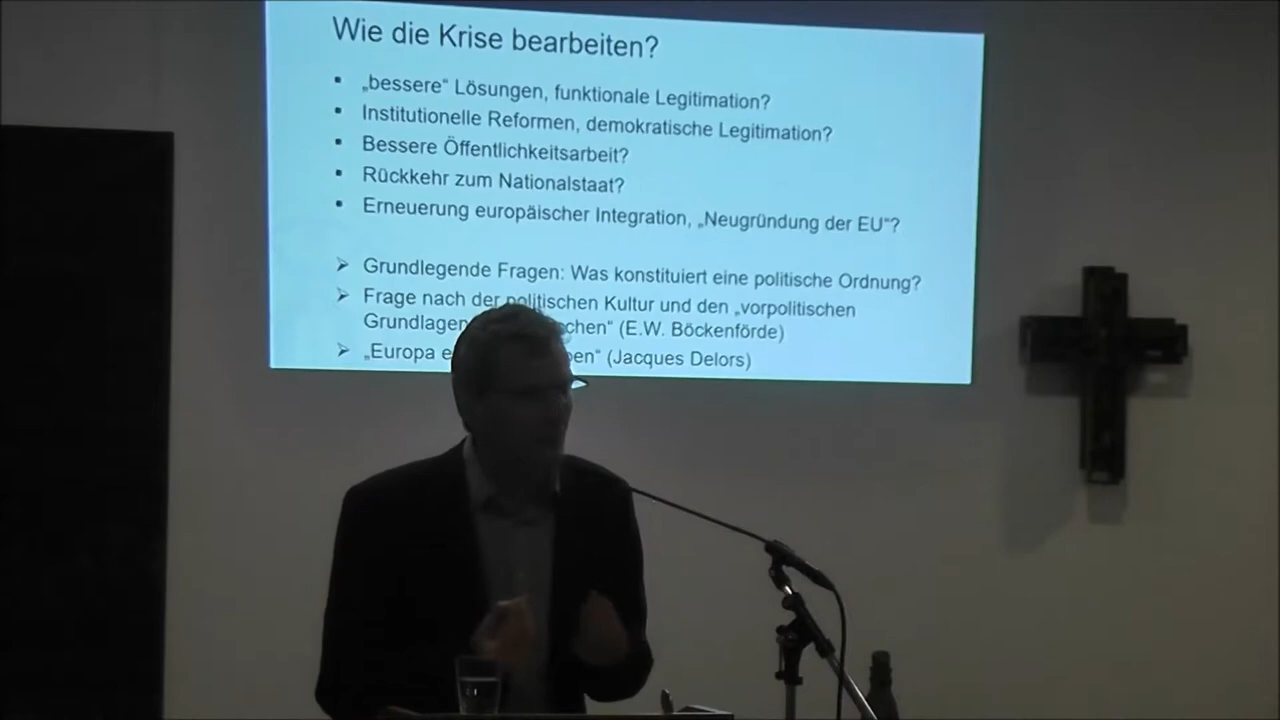 Wie die Krise bearbeiten?
▪ „bessere“ Lösungen, funktionale Legitimation?
▪ Institutionelle Reformen, demokratische Legitimation?
▪ Bessere Öffentlichkeitsarbeit?
▪ Rückkehr zum Nationalstaat?
▪ Erneuerung europäischer Integration, „Neugründung der EU“?
➢ Grundlegende Fragen: Was konstituiert eine politische Ordnung?
➢ Frage nach der politischen Kultur und den „vorpolitischen
Grundlagen (E.W. Böckenförde)
➢ „Europa (Jacques Delors)